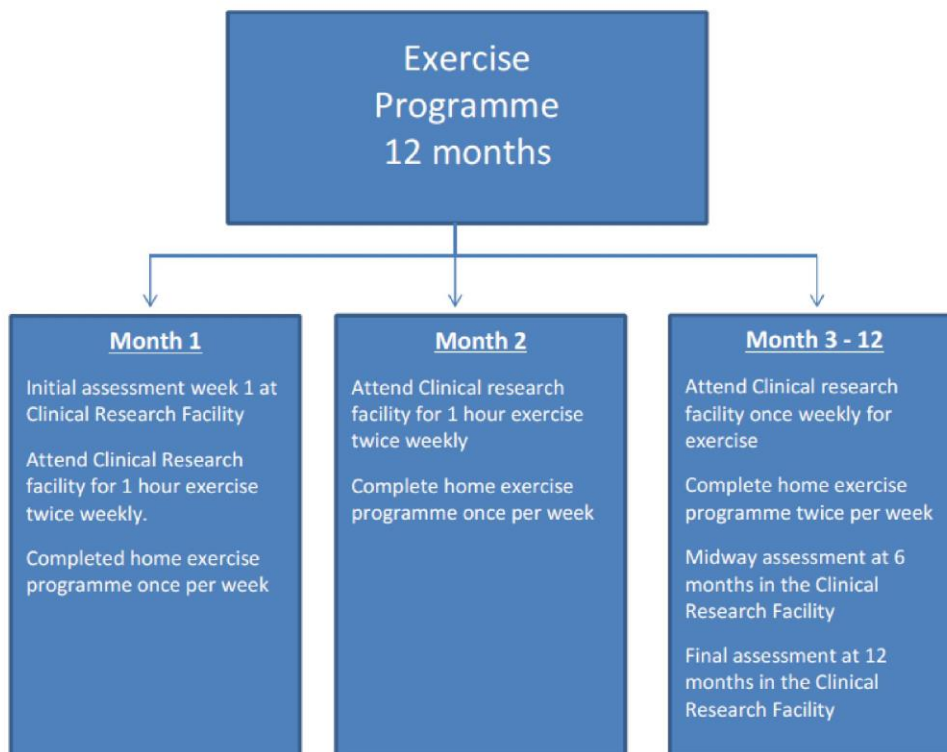 Exercise
Programme
12 months
Month 1
Initial assessment week 1 at
Clinical Research Facility
Attend Clinical Research
facility for 1 hour exercise
twice weekly.
Completed home exercise
programme once per week
Month 2
Attend Clinical research
facility for 1 hour exercise
twice weekly
Complete home exercise
programme once per week
Month 3 - 12
Attend Clinical research
facility once weekly for
exercise
Complete home exercise
programme twice per week
Midway assessment at 6
months in the Clinical
Research Facility
Final assessment at 12
months in the Clinical
Research Facility